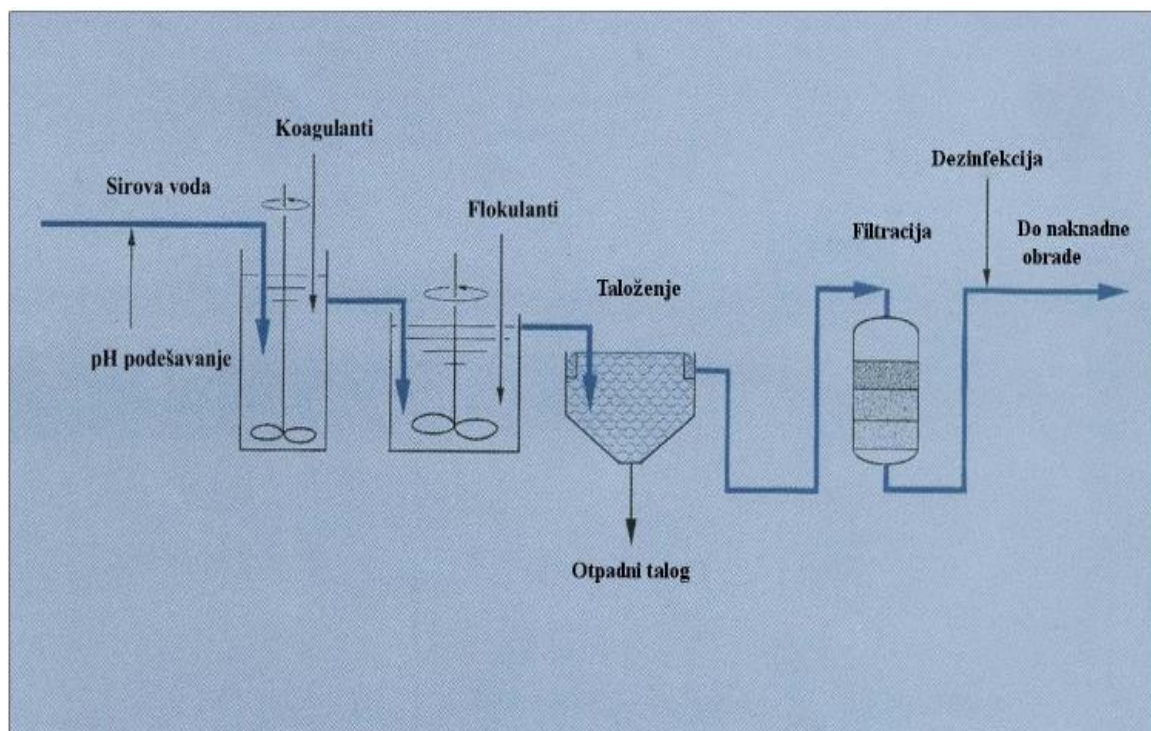 Koagulanti
Sirova voda
pH podešavanje
Flokulanti
Taloženje
Otpadni talog
Filtracija
Dezinfekcija
Do naknadne
obrade